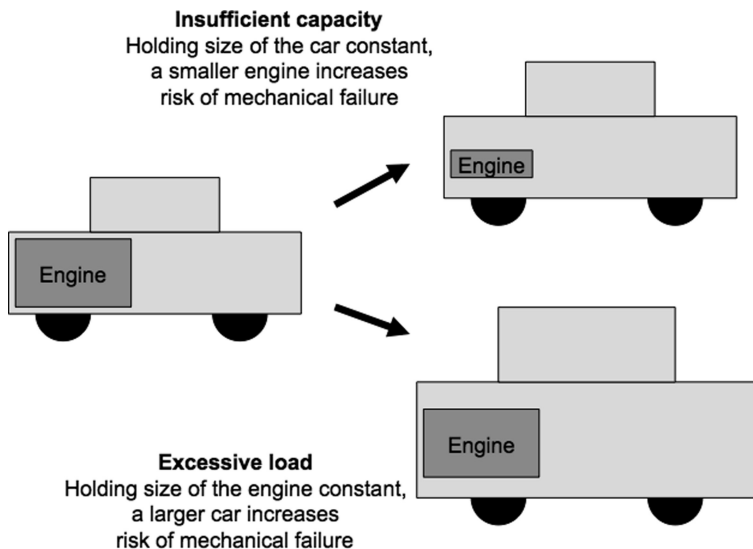 Insufficient capacity
Holding size of the car constant,
a smaller engine increases
risk of mechanical failure
Engine
Engine
Engine
Excessive load
Holding size of the engine constant,
a larger car increases
risk of mechanical failure